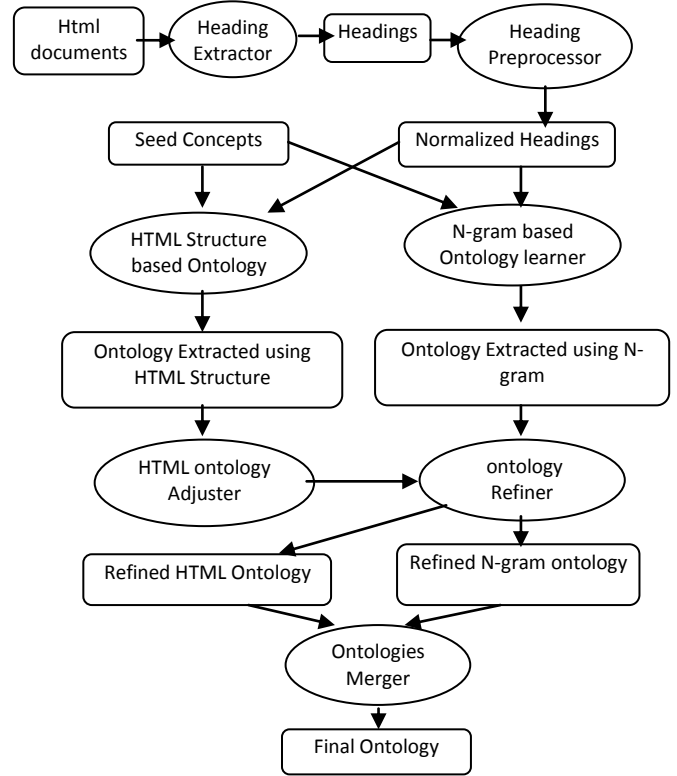 Html
documents
Heading
Extractor
Headings
Heading
Preprocessor
Seed Concepts
Normalized Headings
HTML Structure
based Ontology
N-gram based
Ontology learner
Ontology Extracted using
HTML Structure
Ontology Extracted using N-
gram
HTML ontology
Adjuster
ontology
Refiner
Refined HTML Ontology
Refined N-gram ontology
Ontologies
Merger
Final Ontology